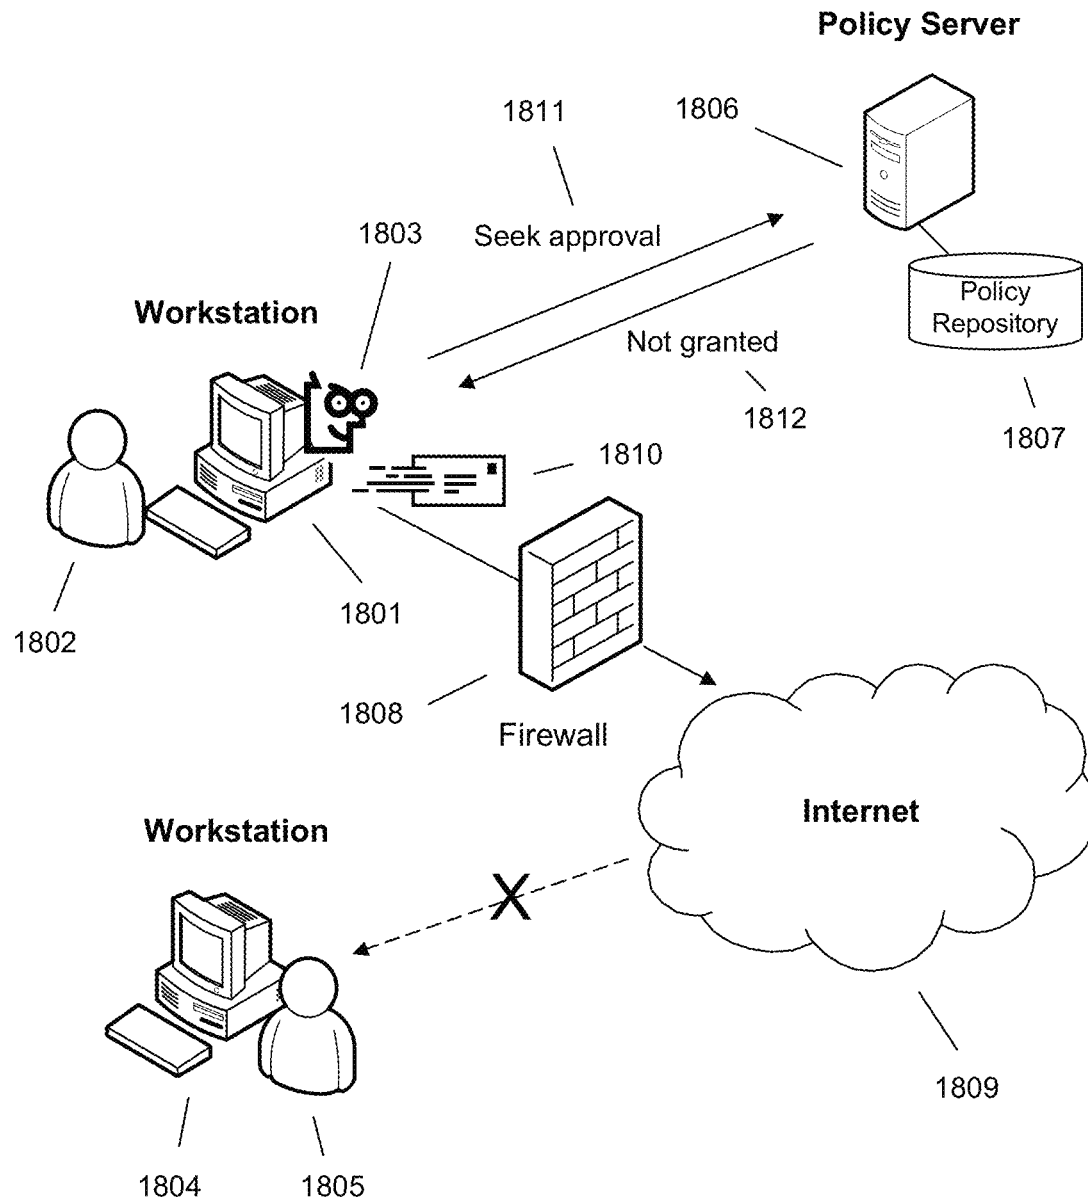 Policy Server
1811
1806
1803
Seek approval
Workstation
Policy
Repository
Not granted
1812
1807
1810
1801
1802
1808
Firewall
Internet
Workstation
1809
1804
1805